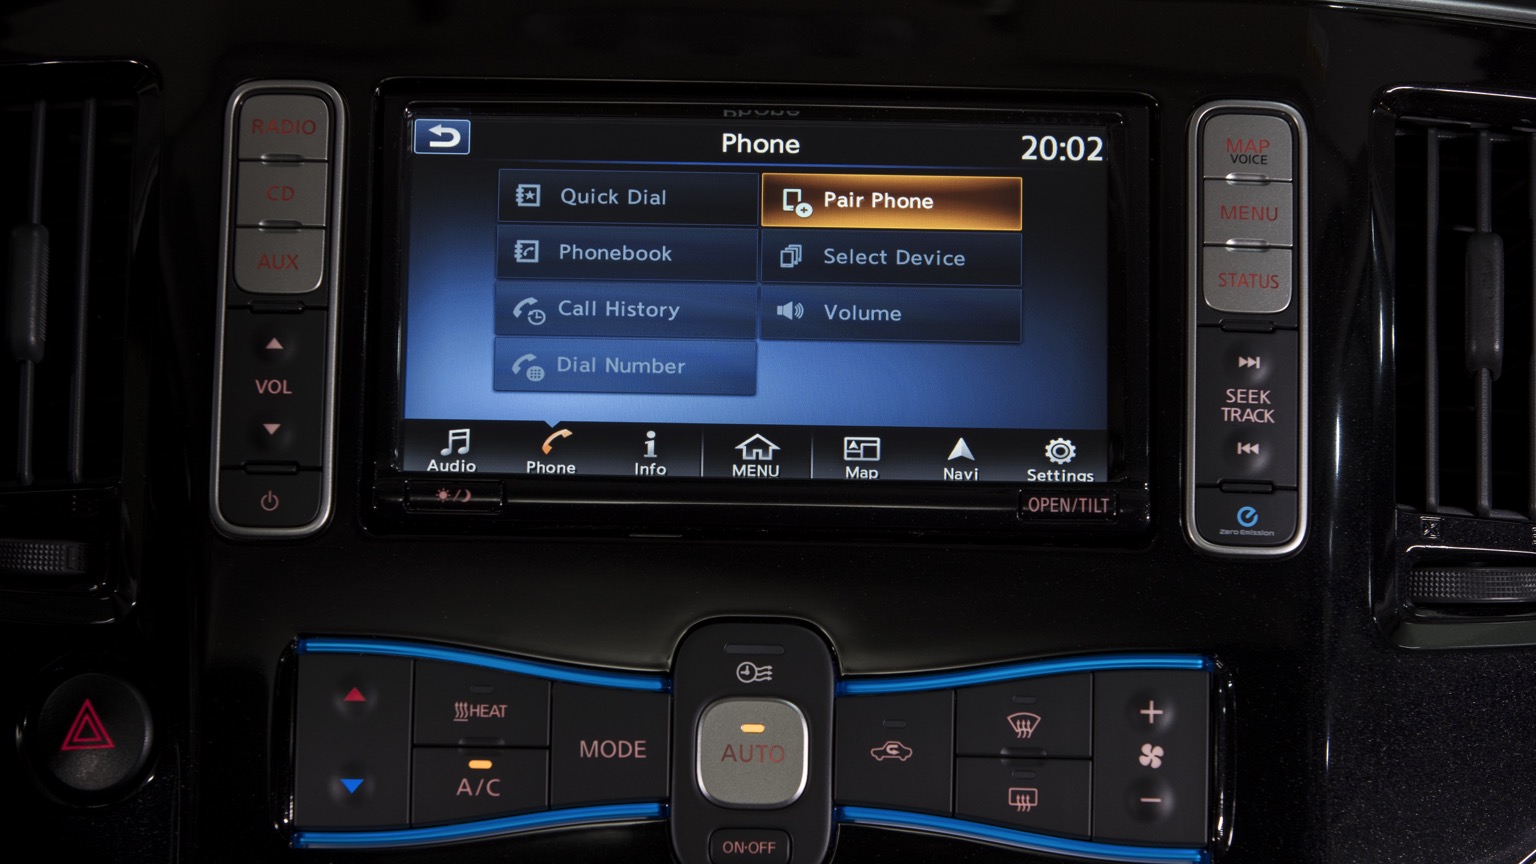 Phone
20:02
Quick Dial
Pair Phone
Phonebook
Select Device
Call History
Volume
Dial Number
Audio
Phone
Info
MENU
Map
Navi
Settings
RADIO
CD
AUX
VOL
MAP
VOICE
MENU
STATUS
SEEK
TRACK
Zero Emission
OPEN/TILT
HEAT
A/C
MODE
AUTO
ON·OFF